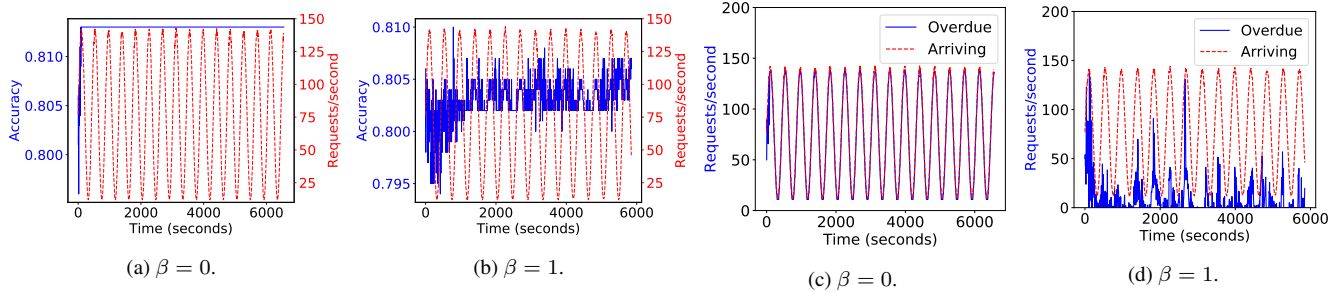 0.810
0.805
0.800
Accuracy
150
125
100
75
50
25
Requests/second
0
2000
4000
6000
Time (seconds)
(a) β = 0.
0.810
0.805
0.800
0.795
Accuracy
150
125
100
75
50
25
Requests/second
0
2000
4000
6000
Time (seconds)
(b) β = 1.
200
150
100
50
0
Requests/second
Overdue
Arriving
0
2000
4000
6000
Time (seconds)
(c) β = 0.
200
150
100
50
0
Requests/second
Overdue
Arriving
0
2000
4000
6000
Time (seconds)
(d) β = 1.